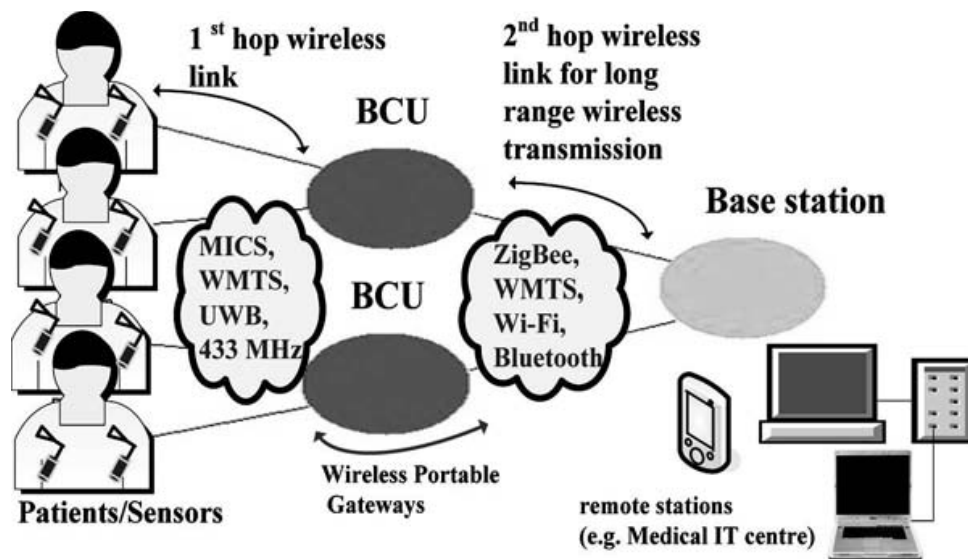 1 st hop wireless
link
2nd hop wireless
link for long
range wireless
transmission
BCU
Base station
MICS,
WMTS,
UWB,
433 MHz
BCU
ZigBee,
WMTS,
Wi-Fi,
Bluetooth
Wireless Portable
Gateways
Patients/Sensors
remote stations
(e.g. Medical IT centre)